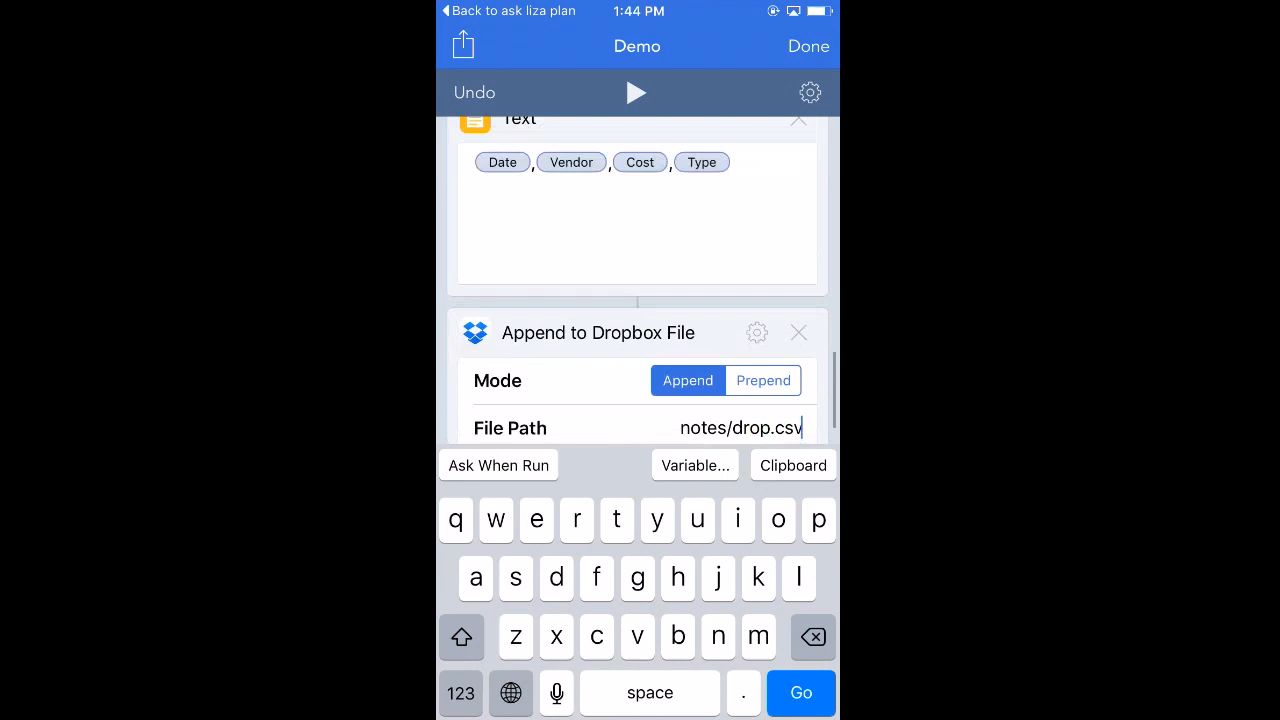 Back to ask liza plan 1:44 PM
Demo Done
Undo
Text
Date , Vendor , Cost , Type
Append to Dropbox File
Mode Append Prepend
File Path notes/drop.csv
Ask When Run Variable... Clipboard
q w e r t y u i o p
a s d f g h j k l
z x c v b n m
123 space . Go